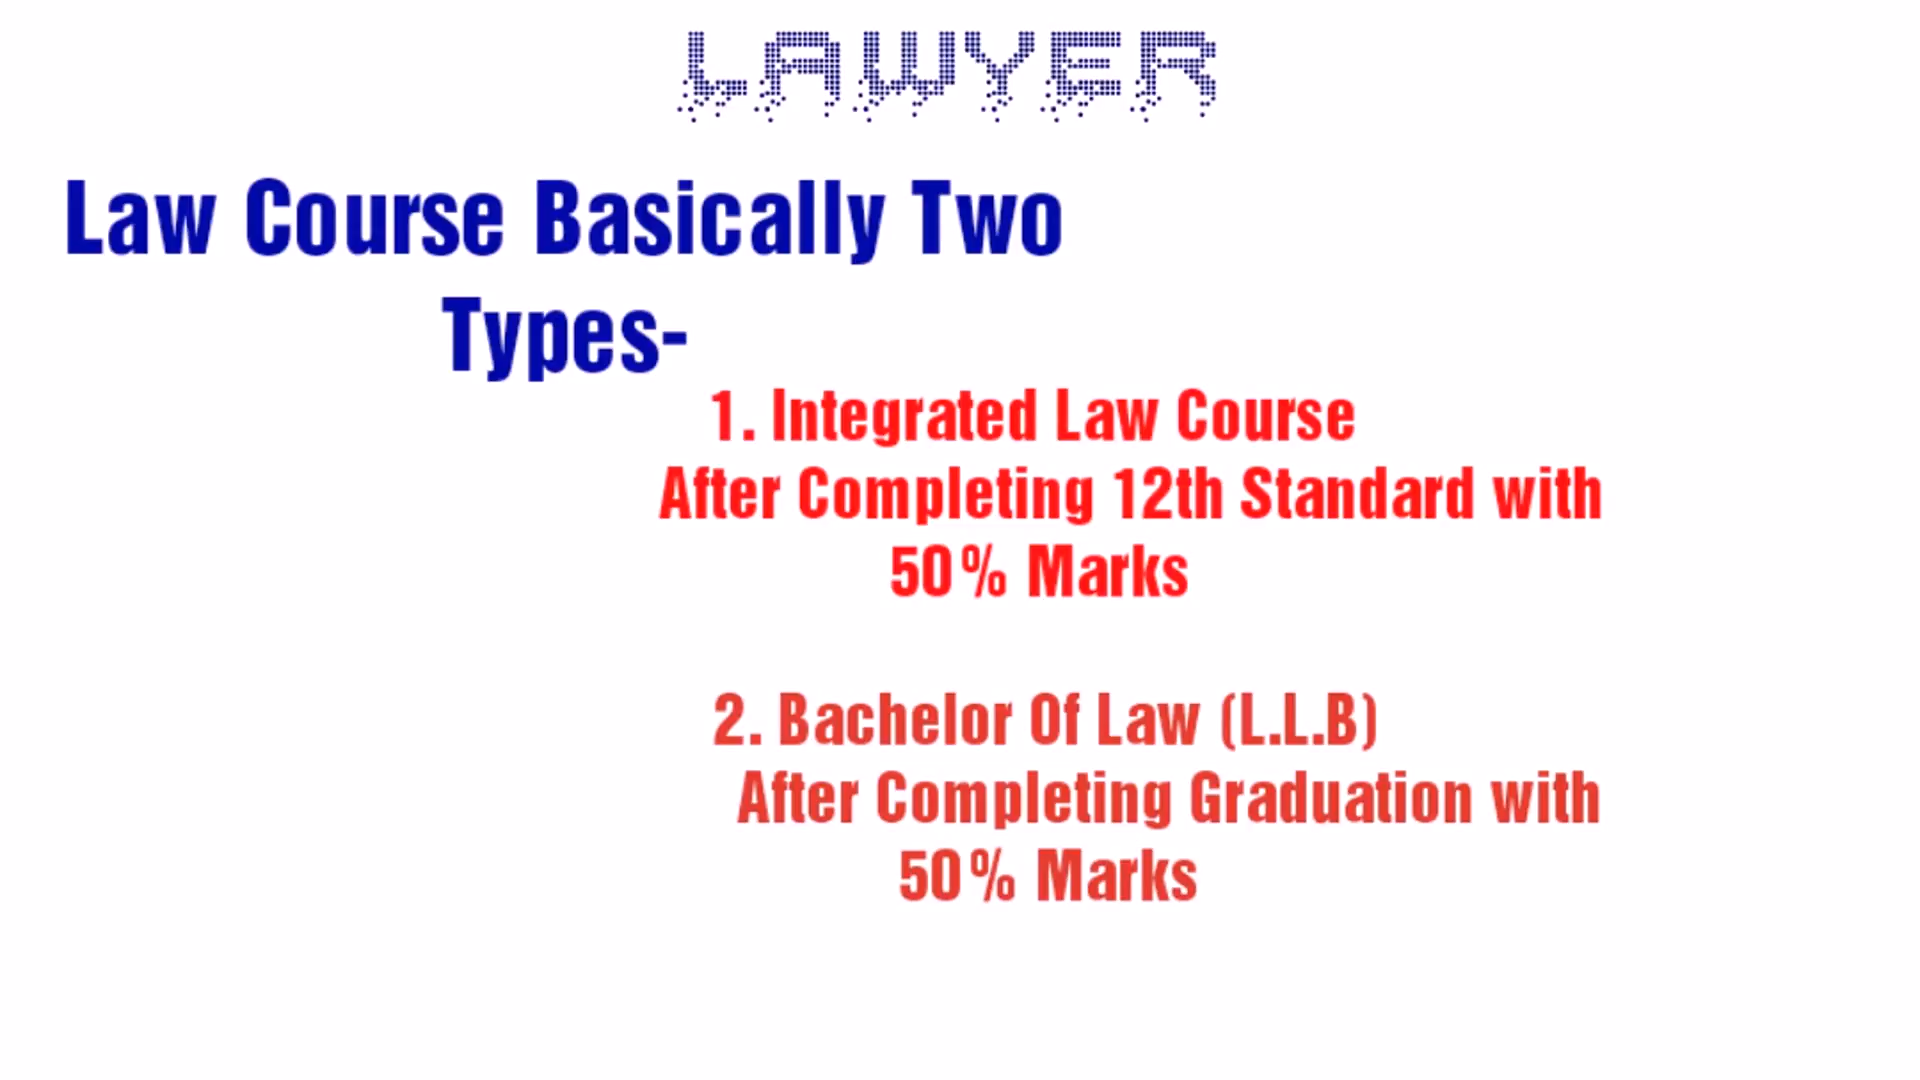 LAWYER
Law Course Basically Two
Types-
1. Integrated Law Course
After Completing 12th Standard with
50% Marks
2. Bachelor Of Law (L.L.B)
After Completing Graduation with
50% Marks